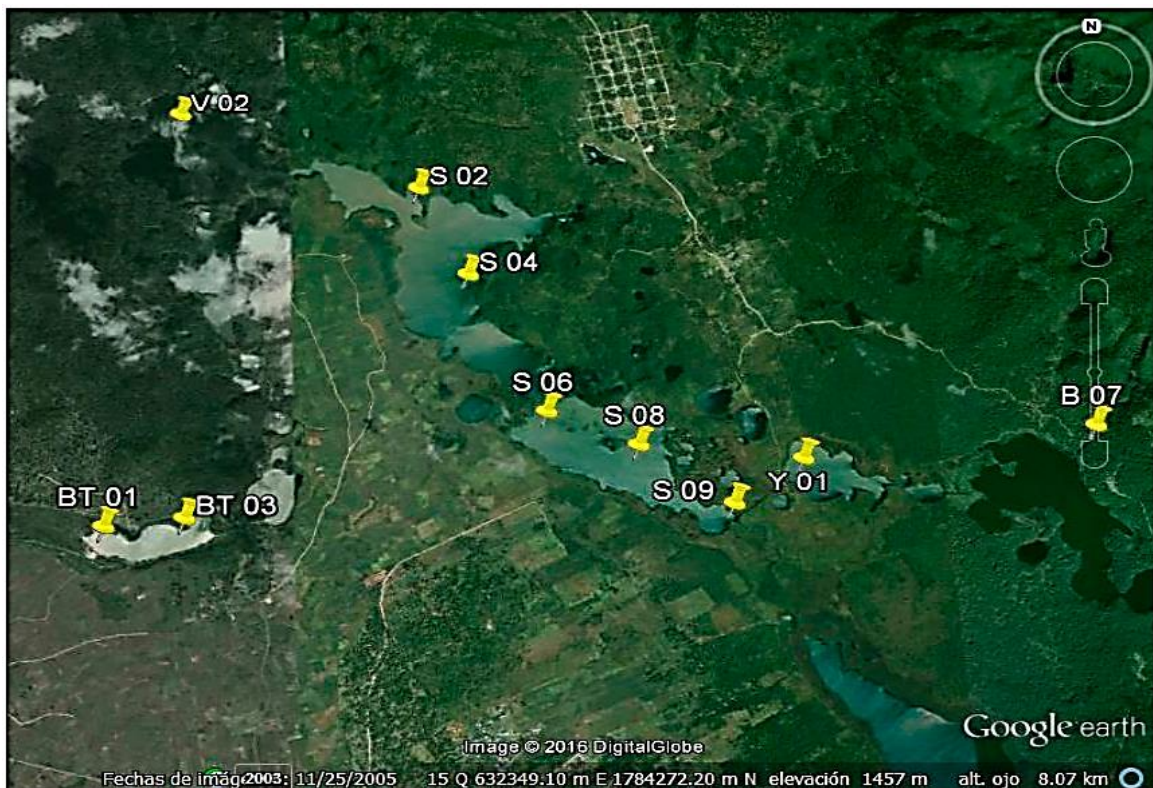 N
V 02
S 02
S 04
S 06
S 08
B 07
BT 01
BT 03
S 09
Y 01
Google earth
Image © 2016 DigitalGlobe
Fechas de imáge 2003: 11/25/2005 15 Q 632349.10 m E 1784272.20 m N elevación 1457 m alt. ojo 8.07 km